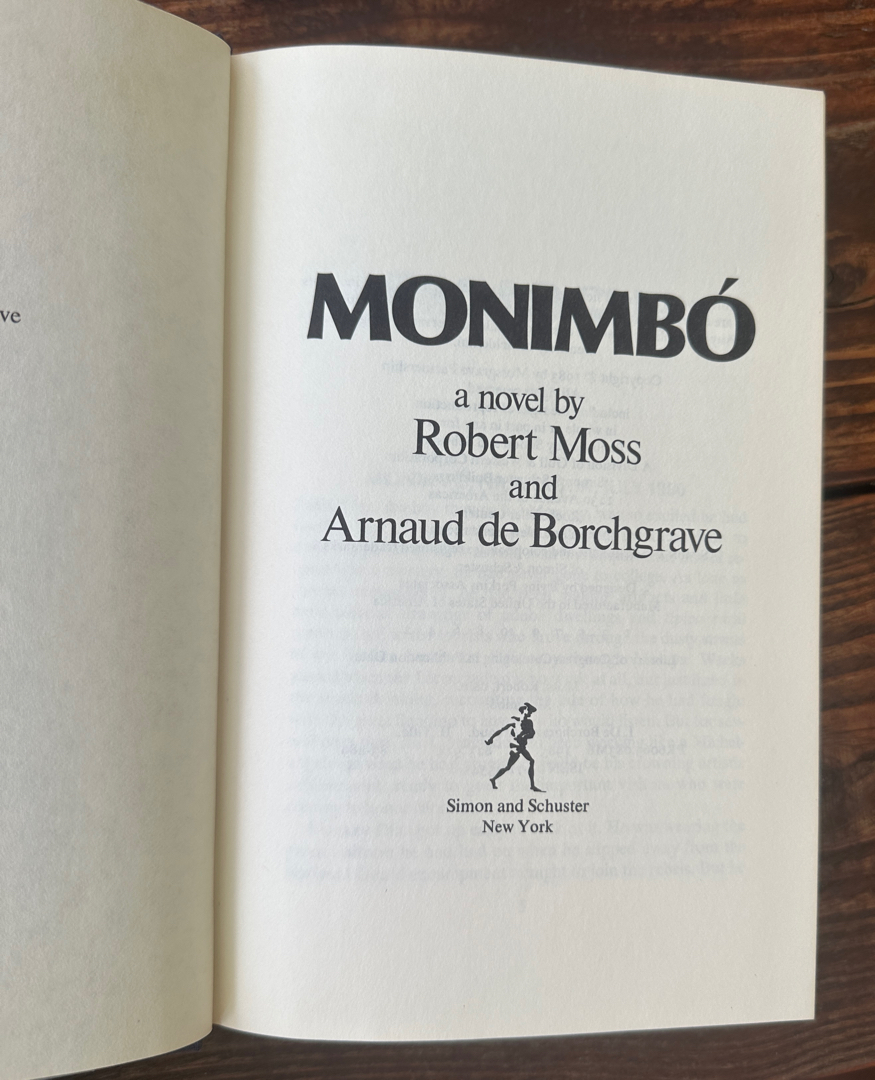 ve
MONIMBÓ
a novel by
Robert Moss
and
Arnaud de Borchgrave
Simon and Schuster
New York